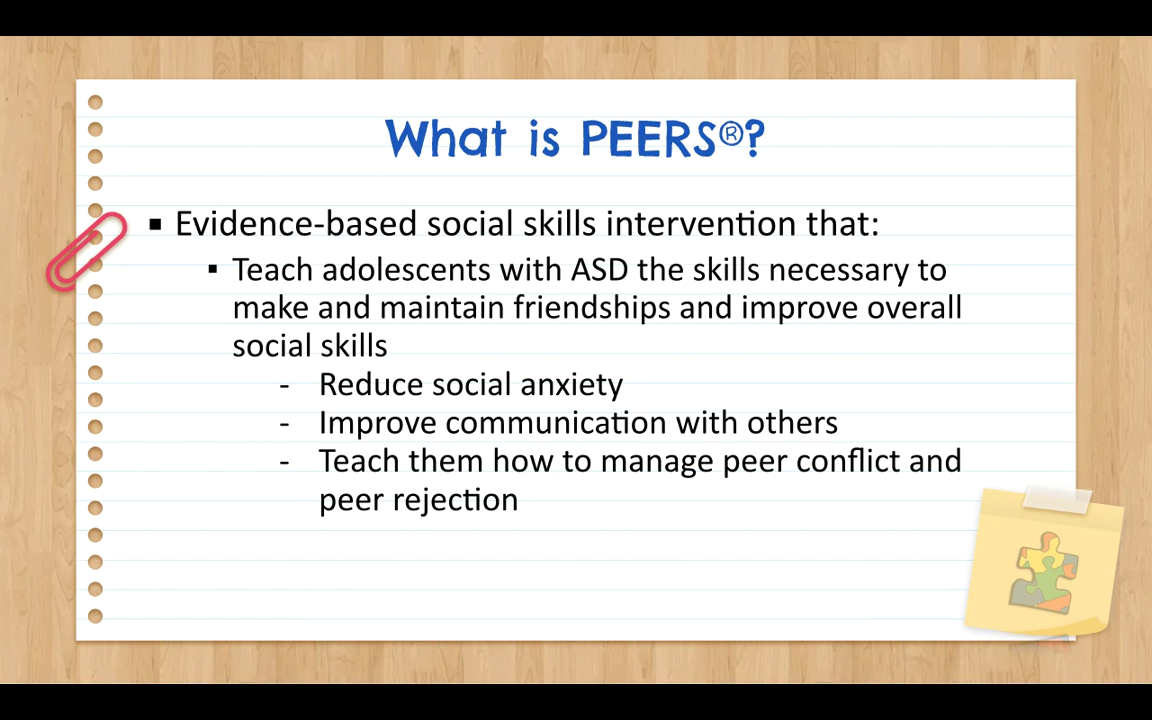 What is PEERS®?
▪ Evidence-based social skills intervention that:
▪ Teach adolescents with ASD the skills necessary to
make and maintain friendships and improve overall
social skills
- Reduce social anxiety
- Improve communication with others
- Teach them how to manage peer conflict and
peer rejection